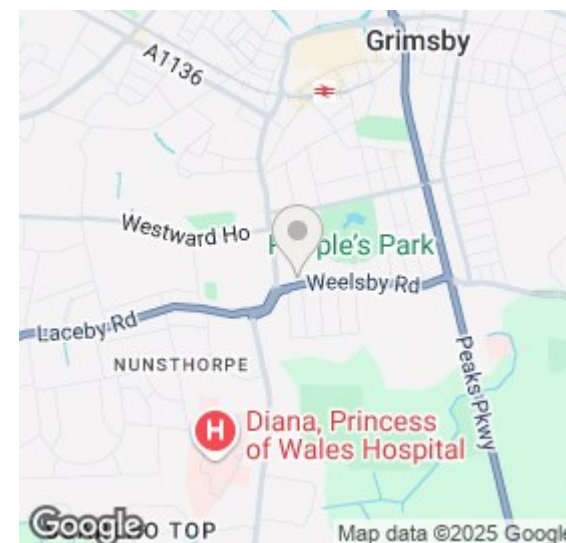 Grimsby
A1136
Westward Ho
ple's Park
Weelsby Rd
Laceby Rd
NUNSTHORPE
Peaks Pkwy
H
Diana, Princess
of Wales Hospital
Google
TOP
Map data ©2025 Google